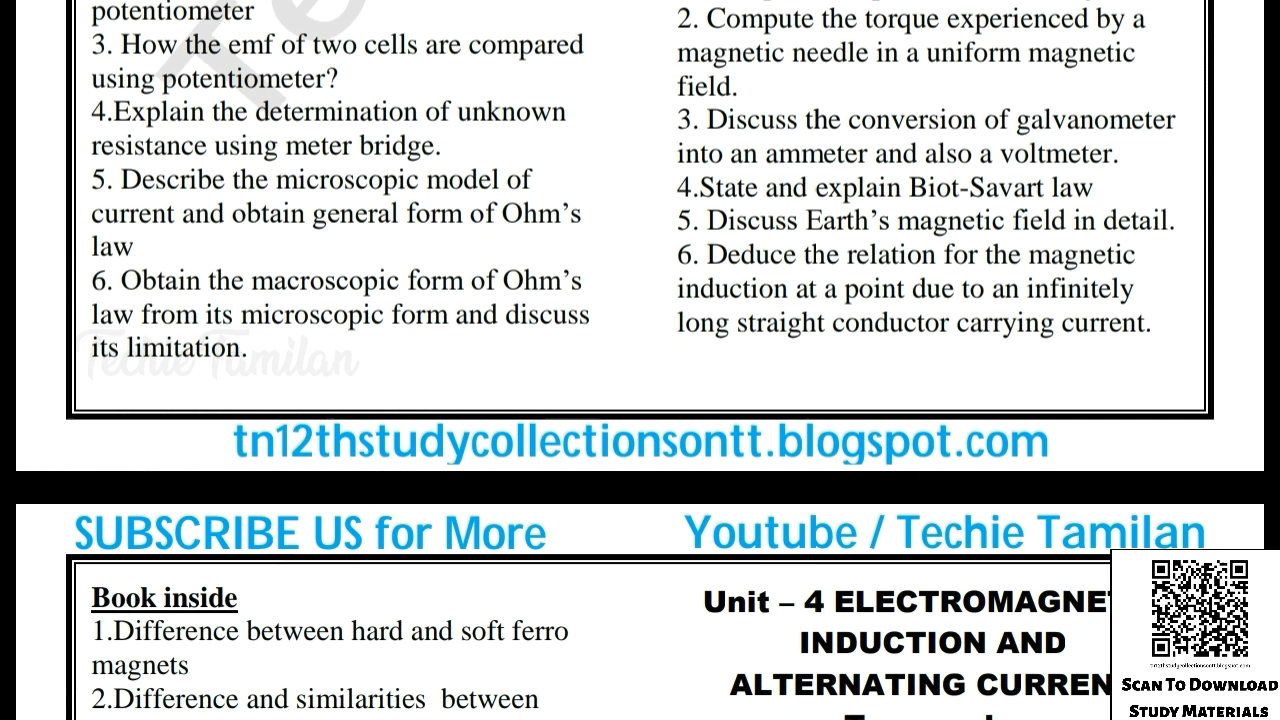 potentiometer
3. How the emf of two cells are compared
using potentiometer?
4.Explain the determination of unknown
resistance using meter bridge.
5. Describe the microscopic model of
current and obtain general form of Ohm’s
law
6. Obtain the macroscopic form of Ohm’s
law from its microscopic form and discuss
its limitation.
Techie Tamilan
2. Compute the torque experienced by a
magnetic needle in a uniform magnetic
field.
3. Discuss the conversion of galvanometer
into an ammeter and also a voltmeter.
4.State and explain Biot-Savart law
5. Discuss Earth’s magnetic field in detail.
6. Deduce the relation for the magnetic
induction at a point due to an infinitely
long straight conductor carrying current.
tn12thstudycollectionsontt.blogspot.com
SUBSCRIBE US for More
Youtube / Techie Tamilan
Book inside
1.Difference between hard and soft ferro
magnets
2.Difference and similarities between
Unit – 4 ELECTROMAGNET
INDUCTION AND
ALTERNATING CURREN
tn12thstudycollectionsontt.blogspot.com
SCAN TO DOWNLOAD
STUDY MATERIALS